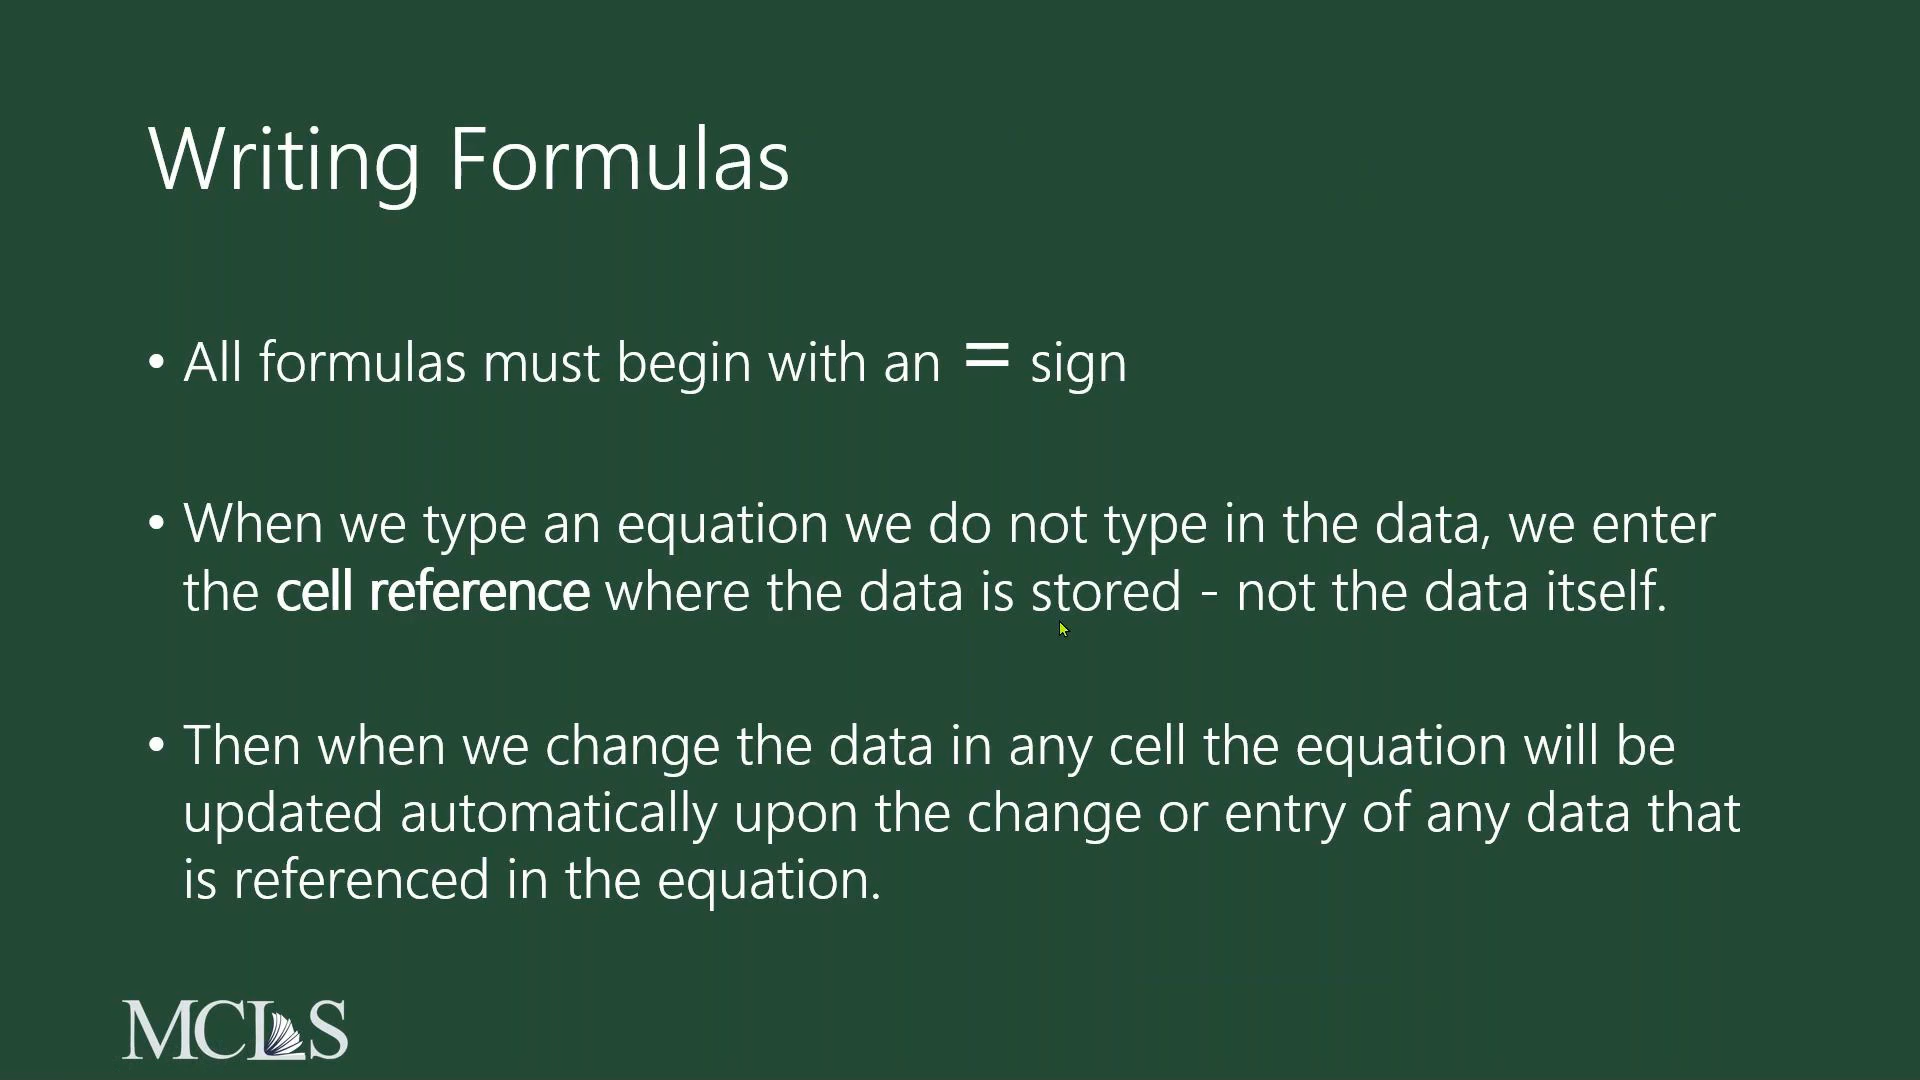 Writing Formulas
• All formulas must begin with an = sign
• When we type an equation we do not type in the data, we enter
the cell reference where the data is stored - not the data itself.
• Then when we change the data in any cell the equation will be
updated automatically upon the change or entry of any data that
is referenced in the equation.
MCLS